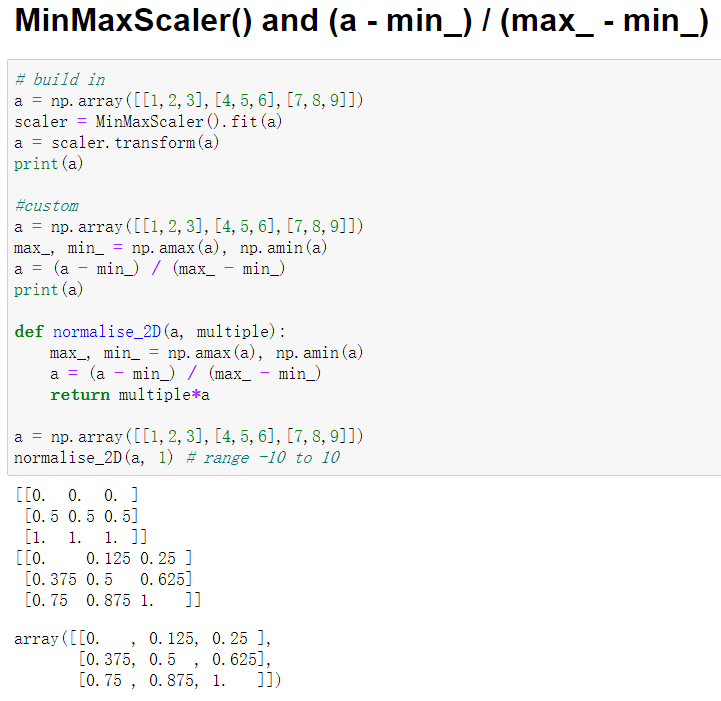 MinMaxScaler() and (a - min_) / (max_ - min_)
# build in
a = np.array([[1,2,3],[4,5,6],[7,8,9]])
scaler = MinMaxScaler().fit(a)
a = scaler.transform(a)
print(a)
#custom
a = np.array([[1,2,3],[4,5,6],[7,8,9]])
max_, min_ = np.amax(a), np.amin(a)
a = (a - min_) / (max_ - min_)
print(a)
def normalise_2D(a, multiple):
    max_, min_ = np.amax(a), np.amin(a)
    a = (a - min_) / (max_ - min_)
    return multiple*a
a = np.array([[1,2,3],[4,5,6],[7,8,9]])
normalise_2D(a, 1) # range -10 to 10
[[0.  0.  0. ]
 [0.5 0.5 0.5]
 [1.  1.  1. ]]
[[0.    0.125 0.25 ]
 [0.375 0.5   0.625]
 [0.75  0.875 1.   ]]
array([[0.   , 0.125, 0.25 ],
       [0.375, 0.5  , 0.625],
       [0.75 , 0.875, 1.   ]])